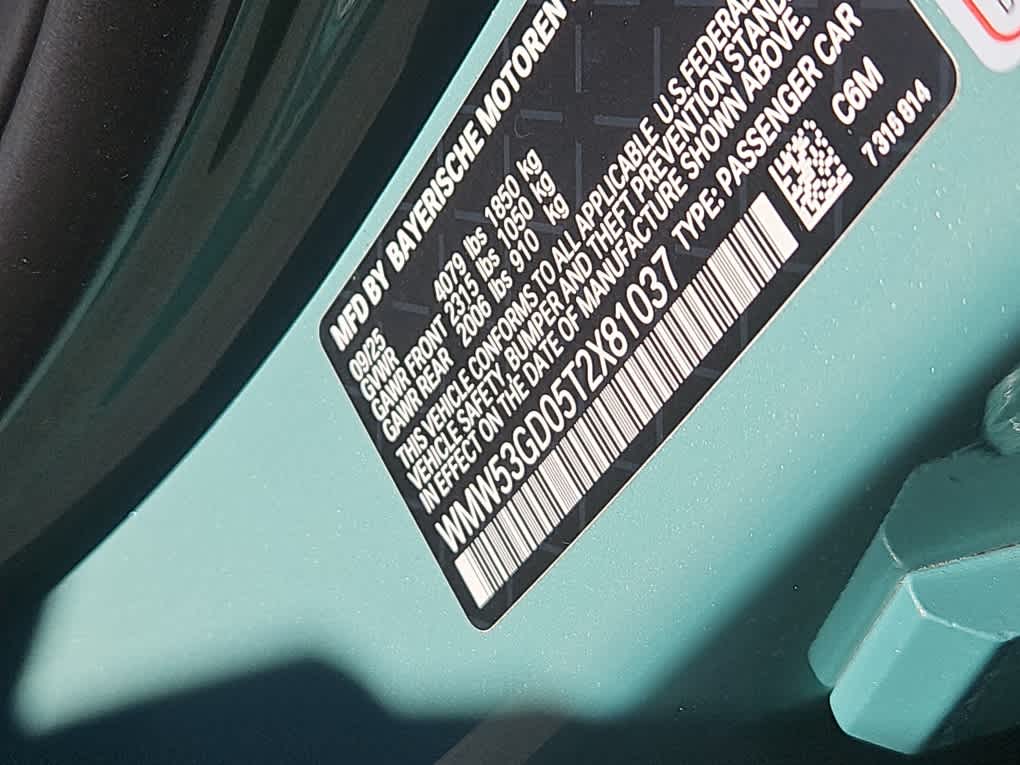 MFD BY BAYERISCHE MOTOREN
09/25
GVWR 4079 lbs 1850 kg
GAWR FRONT 2315 lbs 1050 kg
GAWR REAR 2006 lbs 910 kg
THIS VEHICLE CONFORMS TO ALL APPLICABLE U.S.FEDERAL
VEHICLE SAFETY, BUMPER AND THEFT PREVENTION STAND
IN EFFECT ON THE DATE OF MANUFACTURE SHOWN ABOVE.
WMW53GD05T2X81037 TYPE: PASSENGER CAR
C6M
7 318 814